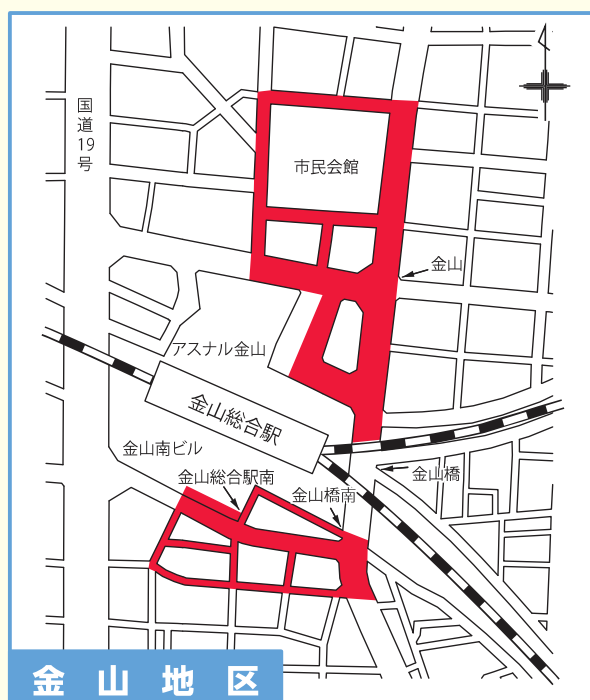 国道19号
市民会館
金山
アスナル金山
金山総合駅
金山南ビル
金山総合駅南
金山橋
金山橋南
金山地区